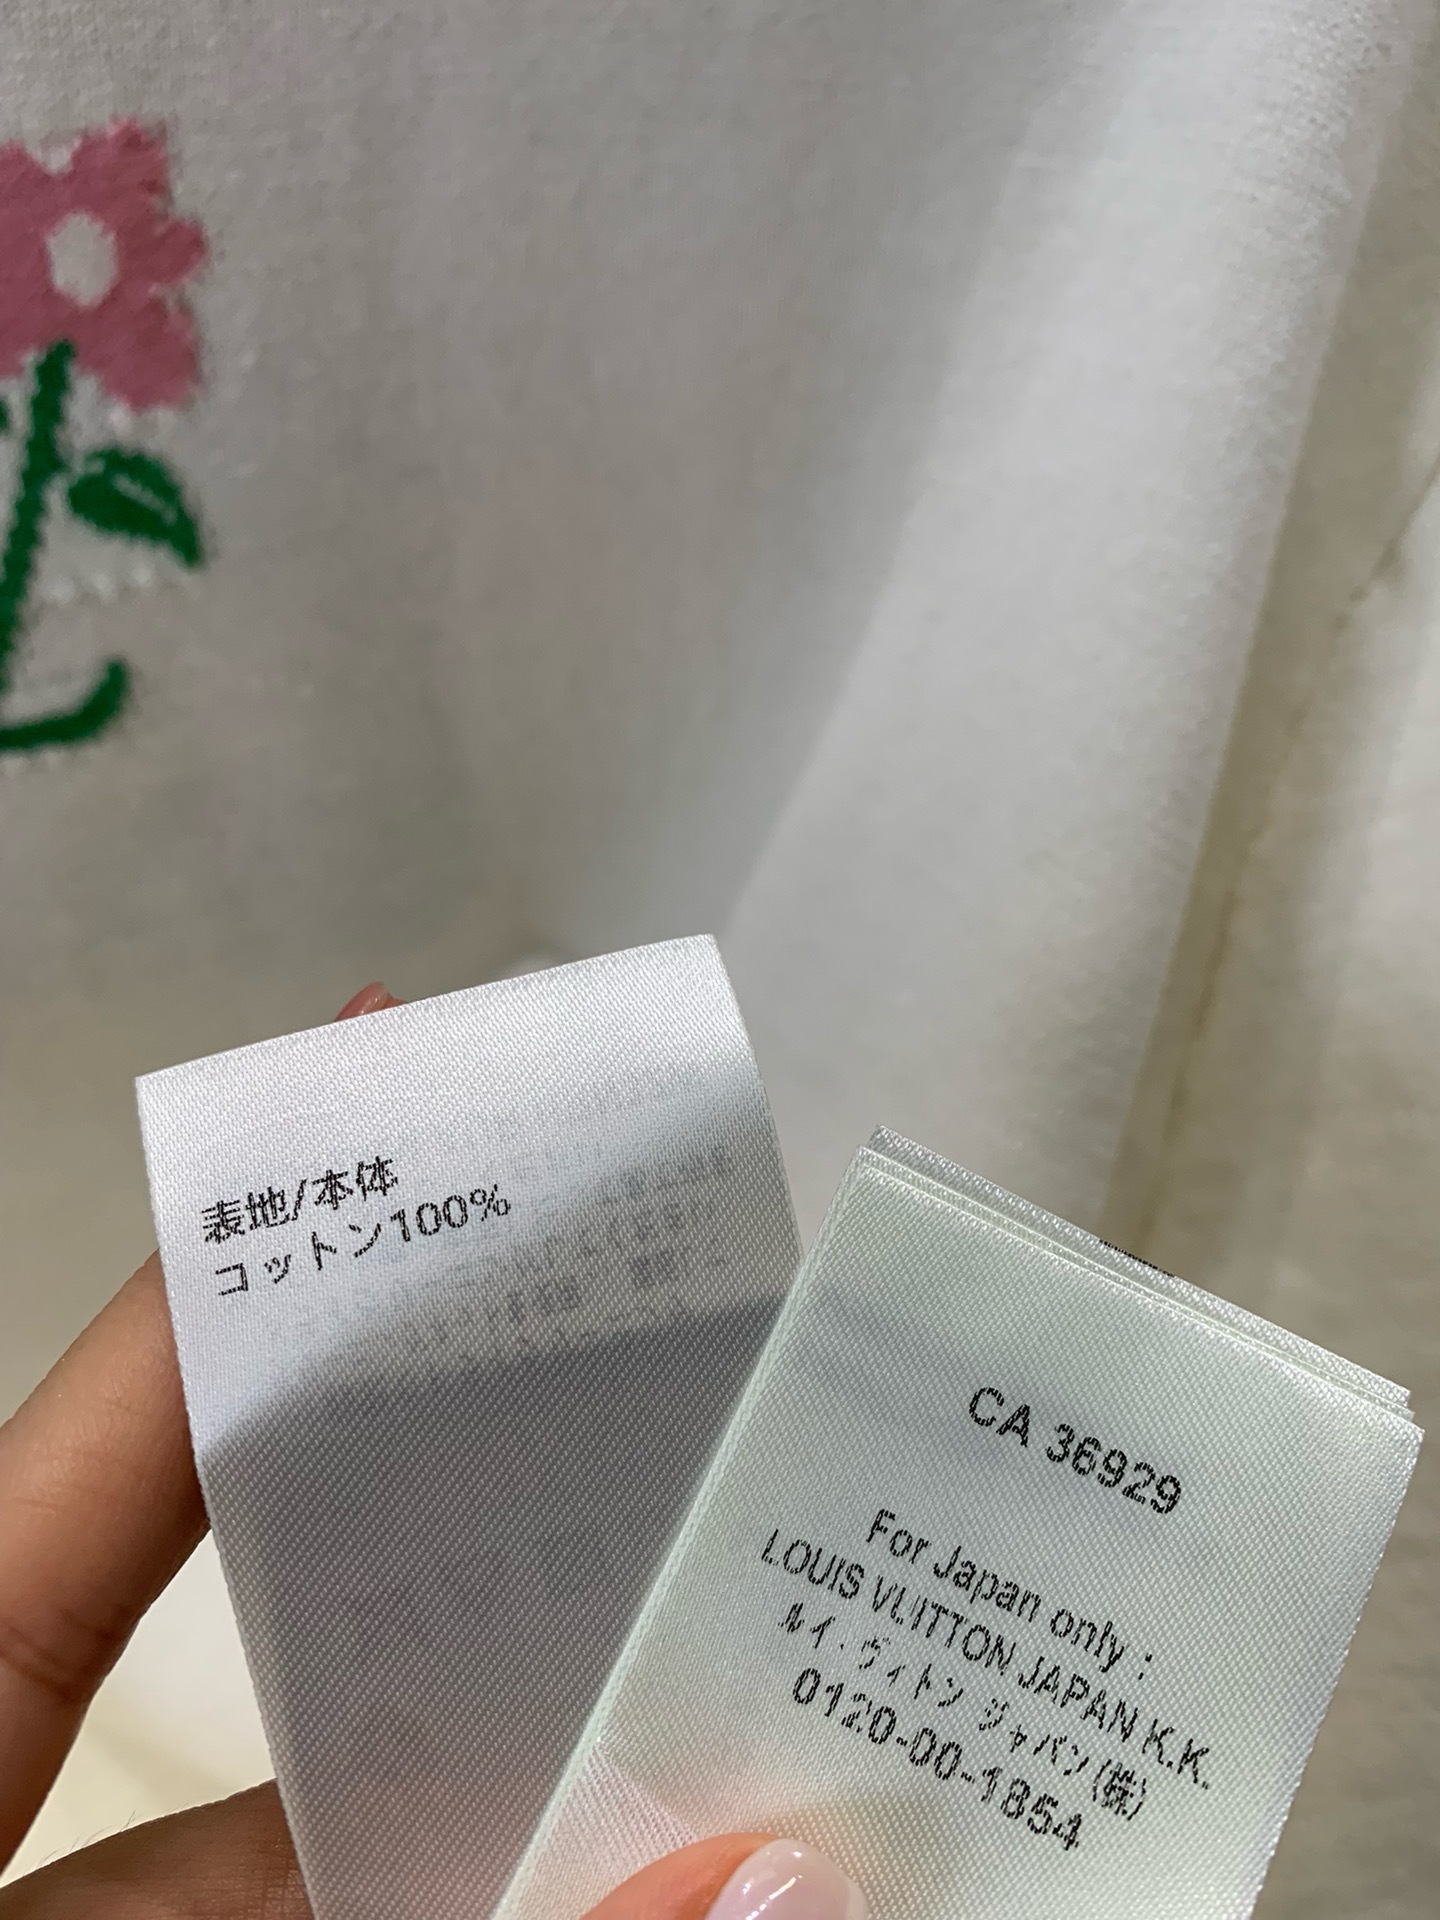 表地/本体
コットン100%
CA 36929
For Japan only :
LOUIS VUITTON JAPAN K.K.
ルイ・ヴィトン ジャパン(株)
0120-00-1854